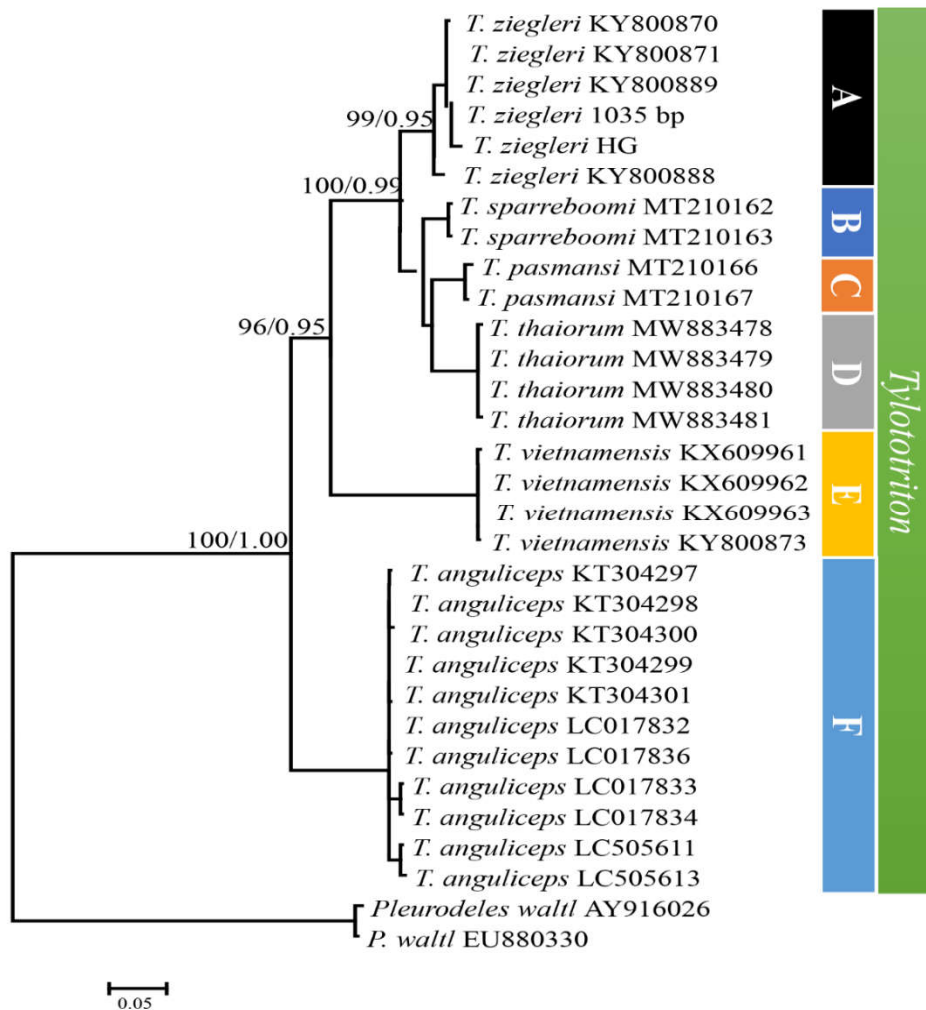 T. ziegleri KY800870
T. ziegleri KY800871
T. ziegleri KY800889
T. ziegleri 1035 bp
T. ziegleri HG
T. ziegleri KY800888
T. sparreboomi MT210162
T. sparreboomi MT210163
T. pasmansi MT210166
T. pasmansi MT210167
T. thaiorum MW883478
T. thaiorum MW883479
T. thaiorum MW883480
T. thaiorum MW883481
T. vietnamensis KX609961
T. vietnamensis KX609962
T. vietnamensis KX609963
T. vietnamensis KY800873
T. anguliceps KT304297
T. anguliceps KT304298
T. anguliceps KT304300
T. anguliceps KT304299
T. anguliceps KT304301
T. anguliceps LC017832
T. anguliceps LC017836
T. anguliceps LC017833
T. anguliceps LC017834
T. anguliceps LC505611
T. anguliceps LC505613
Pleurodeles waltl AY916026
P. waltl EU880330
99/0.95
100/0.99
96/0.95
100/1.00
A
B
C
D
E
F
Tylototriton
0.05